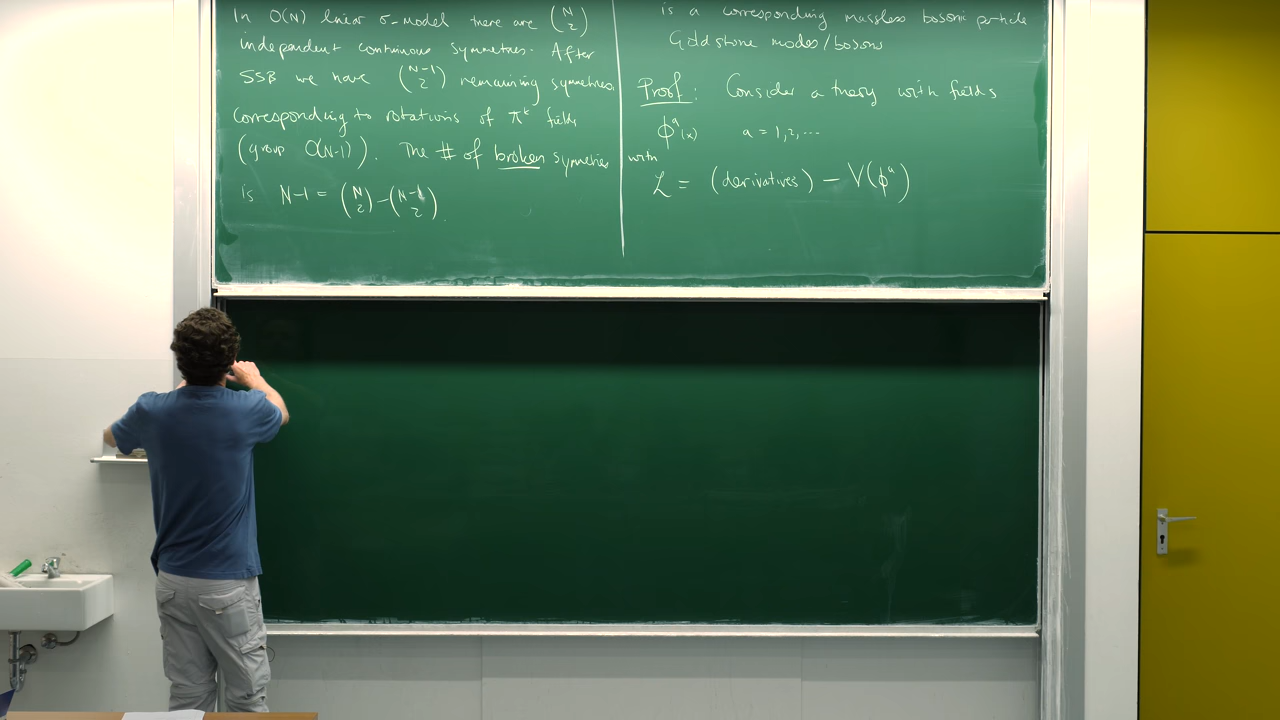 In O(N) linear σ-model there are (N 2)
independent continuous symmetries. After
SSB we have (N-1 2) remaining symmetries
corresponding to rotations of π^k fields
(group O(N-1)). The # of broken symmetries
is N-1 = (N 2) - (N-1 2).
is a corresponding massless bosonic particle
Goldstone modes/bosons
Proof: Consider a theory with fields
ϕ^a(x) a = 1,2,...
with
ℒ = (derivatives) - V(ϕ^a)